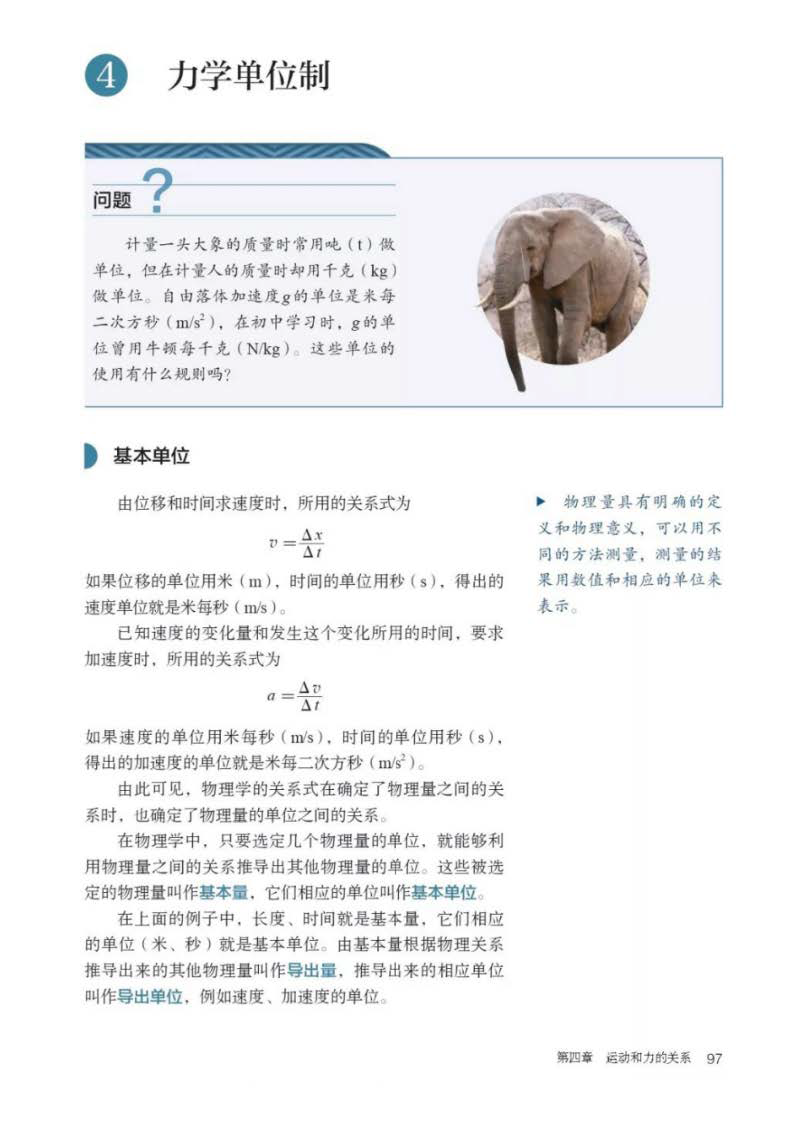 4 力学单位制
问题?
计量一头大象的质量时常用吨(t)做
单位,但在计量人的质量时却用千克(kg)
做单位。自由落体加速度g的单位是米每
二次方秒(m/s²),在初中学习时,g的单
位曾用牛顿每千克(N/kg)。这些单位的
使用有什么规则吗?
基本单位
由位移和时间求速度时,所用的关系式为
v = Δx/Δt
如果位移的单位用米(m),时间的单位用秒(s),得出的
速度单位就是米每秒(m/s)。
已知速度的变化量和发生这个变化所用的时间,要求
加速度时,所用的关系式为
a = Δv/Δt
如果速度的单位用米每秒(m/s),时间的单位用秒(s),
得出的加速度的单位就是米每二次方秒(m/s²)。
由此可见,物理学的关系式在确定了物理量之间的关
系时,也确定了物理量的单位之间的关系。
在物理学中,只要选定几个物理量的单位,就能够利
用物理量之间的关系推导出其他物理量的单位。这些被选
定的物理量叫作基本量,它们相应的单位叫作基本单位。
在上面的例子中,长度、时间就是基本量,它们相应
的单位(米、秒)就是基本单位。由基本量根据物理关系
推导出来的其他物理量叫作导出量,推导出来的相应单位
叫作导出单位,例如速度、加速度的单位。
▶ 物理量具有明确的定
义和物理意义,可以用不
同的方法测量,测量的结
果用数值和相应的单位来
表示。
第四章 运动和力的关系 97